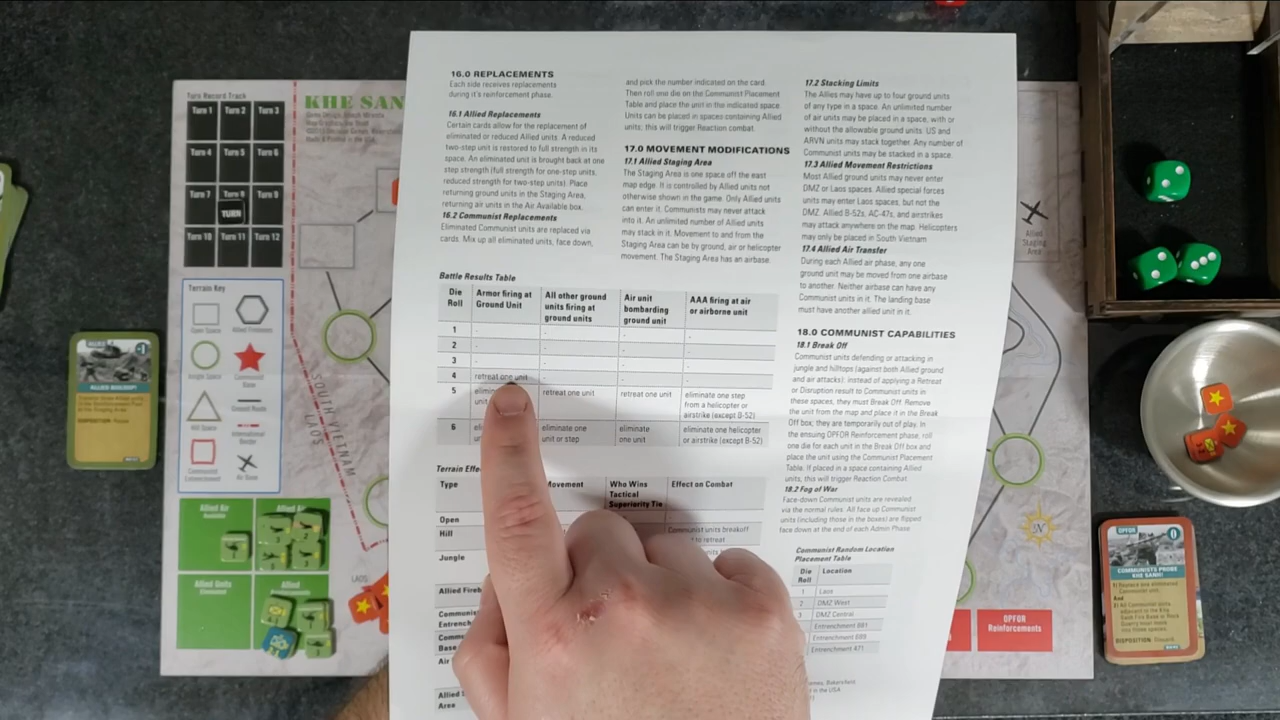 16.0 REPLACEMENTS
Each side receives replacements
during it's reinforcement phase.
16.1 Allied Replacements
Certain cards allow for the replacement of
eliminated or reduced Allied units. A reduced
two-step unit is restored to full strength in its
space. An eliminated unit is brought back at one
step strength (full strength for one-step units,
reduced strength for two-step units). Place
returning ground units in the Staging Area,
returning air units in the Air Available box.
16.2 Communist Replacements
Eliminated Communist units are replaced via
cards. Mix up all eliminated units, face down,
and pick the number indicated on the card.
Then roll one die on the Communist Placement
Table and place the unit in the indicated space.
Units can be placed in spaces containing Allied
units; this will trigger Reaction combat.
17.0 MOVEMENT MODIFICATIONS
17.1 Allied Staging Area
The Staging Area is one space off the east
map edge. It is controlled by Allied units not
otherwise shown in the game. Only Allied units
can enter it. Communists may never attack
into it. An unlimited number of Allied units
may stack in it. Movement to and from the
Staging Area can be by ground, air or helicopter
movement. The Staging Area has an airbase.
17.2 Stacking Limits
The Allies may have up to four ground units
of any type in a space. An unlimited number
of air units may be placed in a space, with or
without the allowable ground units. US and
ARVN units may stack together. Any number of
Communist units may be stacked in a space.
17.3 Allied Movement Restrictions
Most Allied ground units may never enter
DMZ or Laos spaces. Allied special forces
units may enter Laos spaces, but not the
DMZ. Allied B-52s, AC-47s, and airstrikes
may attack anywhere on the map. Helicopters
may only be placed in South Vietnam
17.4 Allied Air Transfer
During each Allied air phase, any one
ground unit may be moved from one airbase
to another. Neither airbase can have any
Communist units in it. The landing base
must have another allied unit in it.
18.0 COMMUNIST CAPABILITIES
18.1 Break Off
Communist units defending or attacking in
jungle and hilltops (against both Allied ground
and air attacks): instead of applying a Retreat
or Disruption result to Communist units in
these spaces, they must Break Off. Remove
the unit from the map and place it in the Break
Off box; they are temporarily out of play. In
the ensuing OPFOR Reinforcement phase, roll
one die for each unit in the Break Off Box and
place the unit using the Communist Placement
Table. If placed in a space containing Allied
units, this will trigger Reaction Combat.
18.2 Fog of War
Face-down Communist units are revealed
via the normal rules. All face up Communist
units (including those in the boxes) are flipped
face down at the end of each Admin Phase
Battle Results Table
Die Roll Armor firing at Ground Unit All other ground units firing at ground units Air unit bombarding ground unit AAA firing at air or airborne unit
1 - - - -
2 - - - -
3 - - - -
4 retreat one unit - - -
5 retreat one unit retreat one unit eliminate one step from a helicopter or airstrike (except B-52)
6 eliminate one unit or step eliminate one unit eliminate one helicopter or airstrike (except B-52)
Type Movement Who Wins Tactical Superiority Tie Effect on Combat
Open
Hill Communist units breakoff
to retreat
Jungle
Communist Random Location
Placement Table
Die Roll Location
1 Laos
2 DMZ West
3 DMZ Central
Entrenchment 881
Entrenchment 689
Entrenchment 471
in the USA
Turn Record Track
Turn 1 Turn 2 Turn 3
Turn 4 Turn 5 Turn 6
Turn 7 Turn 8 Turn 9
TURN
Turn 10 Turn 11 Turn 12
KHE SAN
Terrain Key
Open Space
Allied Firebase
Jungle Space
Communist Base
Hill Space
Ground Route
Communist Entrenchment
International Border
Air Base
SOUTH VIETNAM
LAOS
Allied Air
Available
Allied Units
Eliminated
LAOS
Allied
Staging
Area
N
OPFOR
Reinforcements
ALLIED BUILDUP!
OPFOR
0
COMMUNISTS PROBE
KHE SANH!